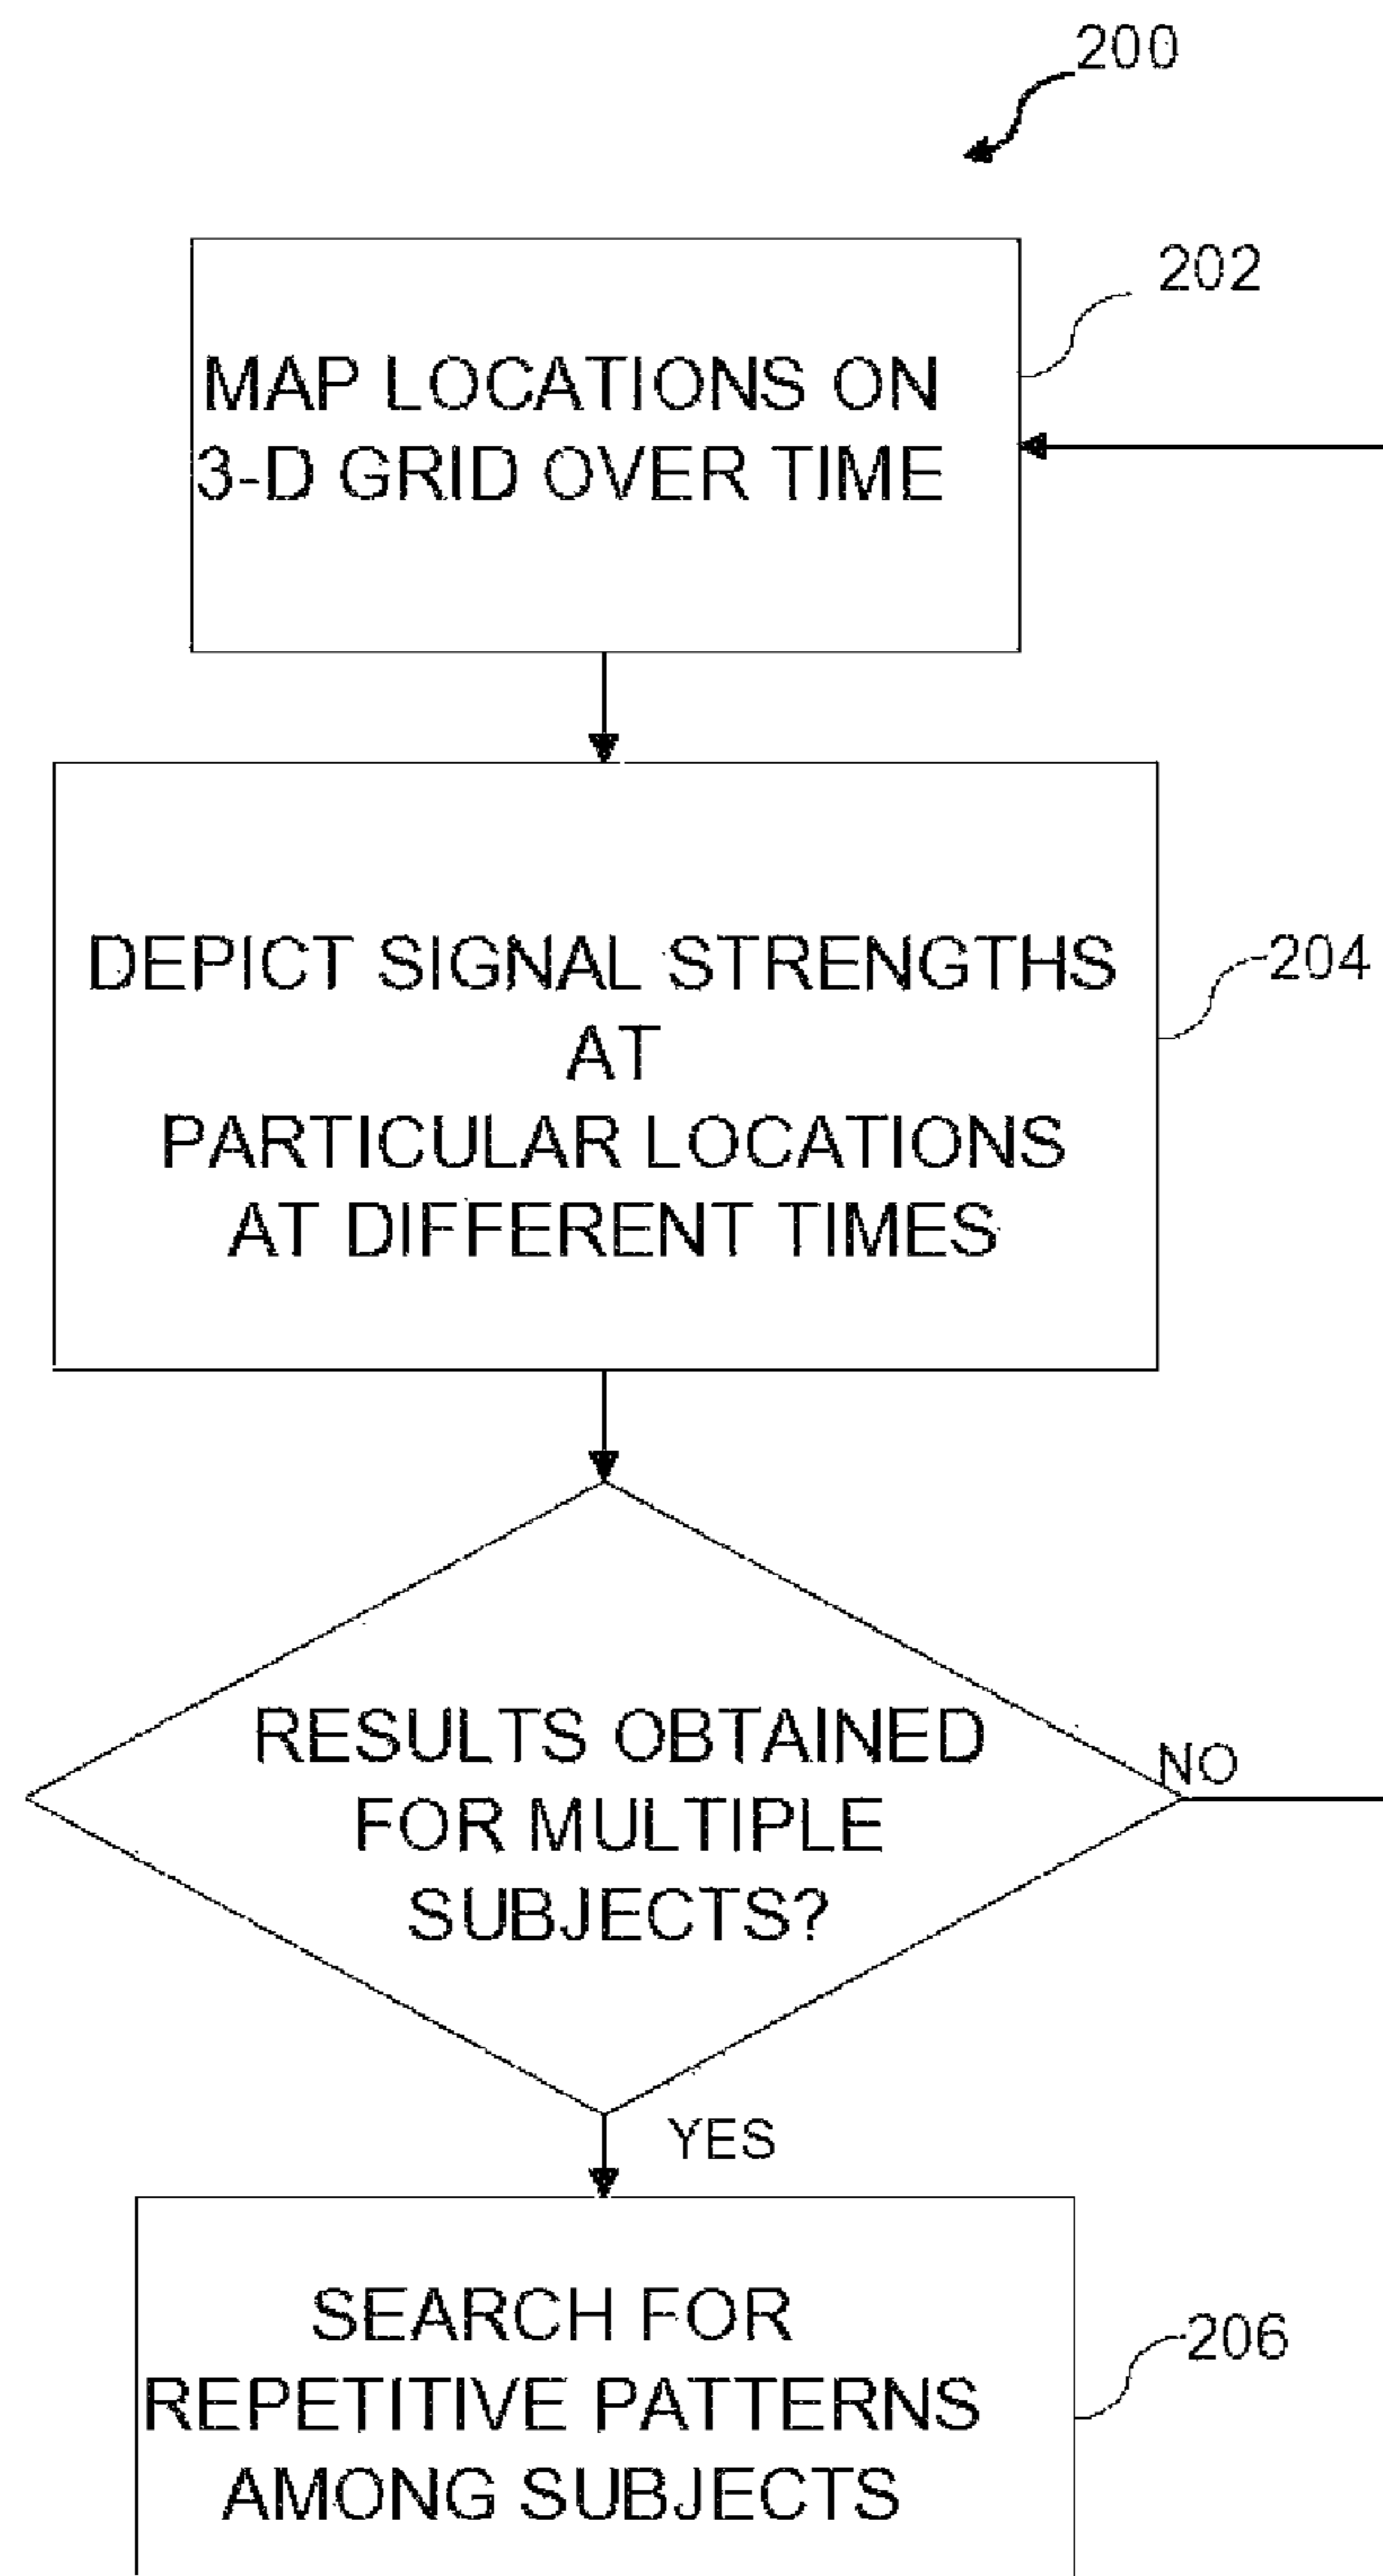 200
202
MAP LOCATIONS ON
3-D GRID OVER TIME
204
DEPICT SIGNAL STRENGTHS
AT
PARTICULAR LOCATIONS
AT DIFFERENT TIMES
RESULTS OBTAINED
FOR MULTIPLE
SUBJECTS?
NO
YES
SEARCH FOR
REPETITIVE PATTERNS
AMONG SUBJECTS
206